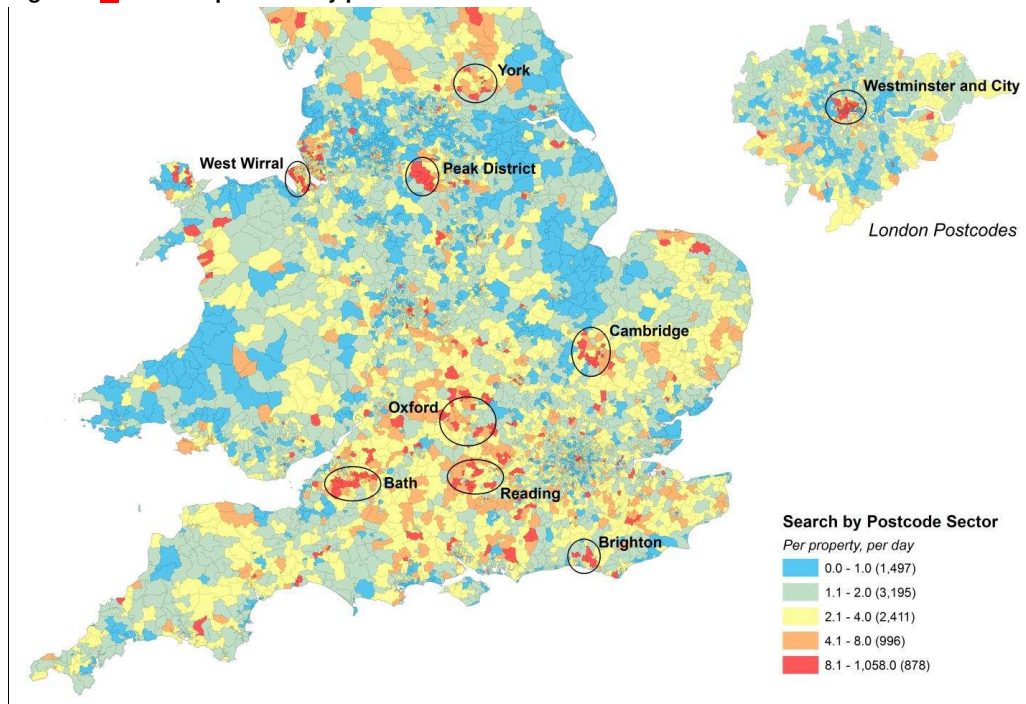 York
Westminster and City
West Wirral
Peak District
London Postcodes
Cambridge
Oxford
Bath
Reading
Brighton
Search by Postcode Sector
Per property, per day
0.0 - 1.0 (1,497)
1.1 - 2.0 (3,195)
2.1 - 4.0 (2,411)
4.1 - 8.0 (996)
8.1 - 1,058.0 (878)